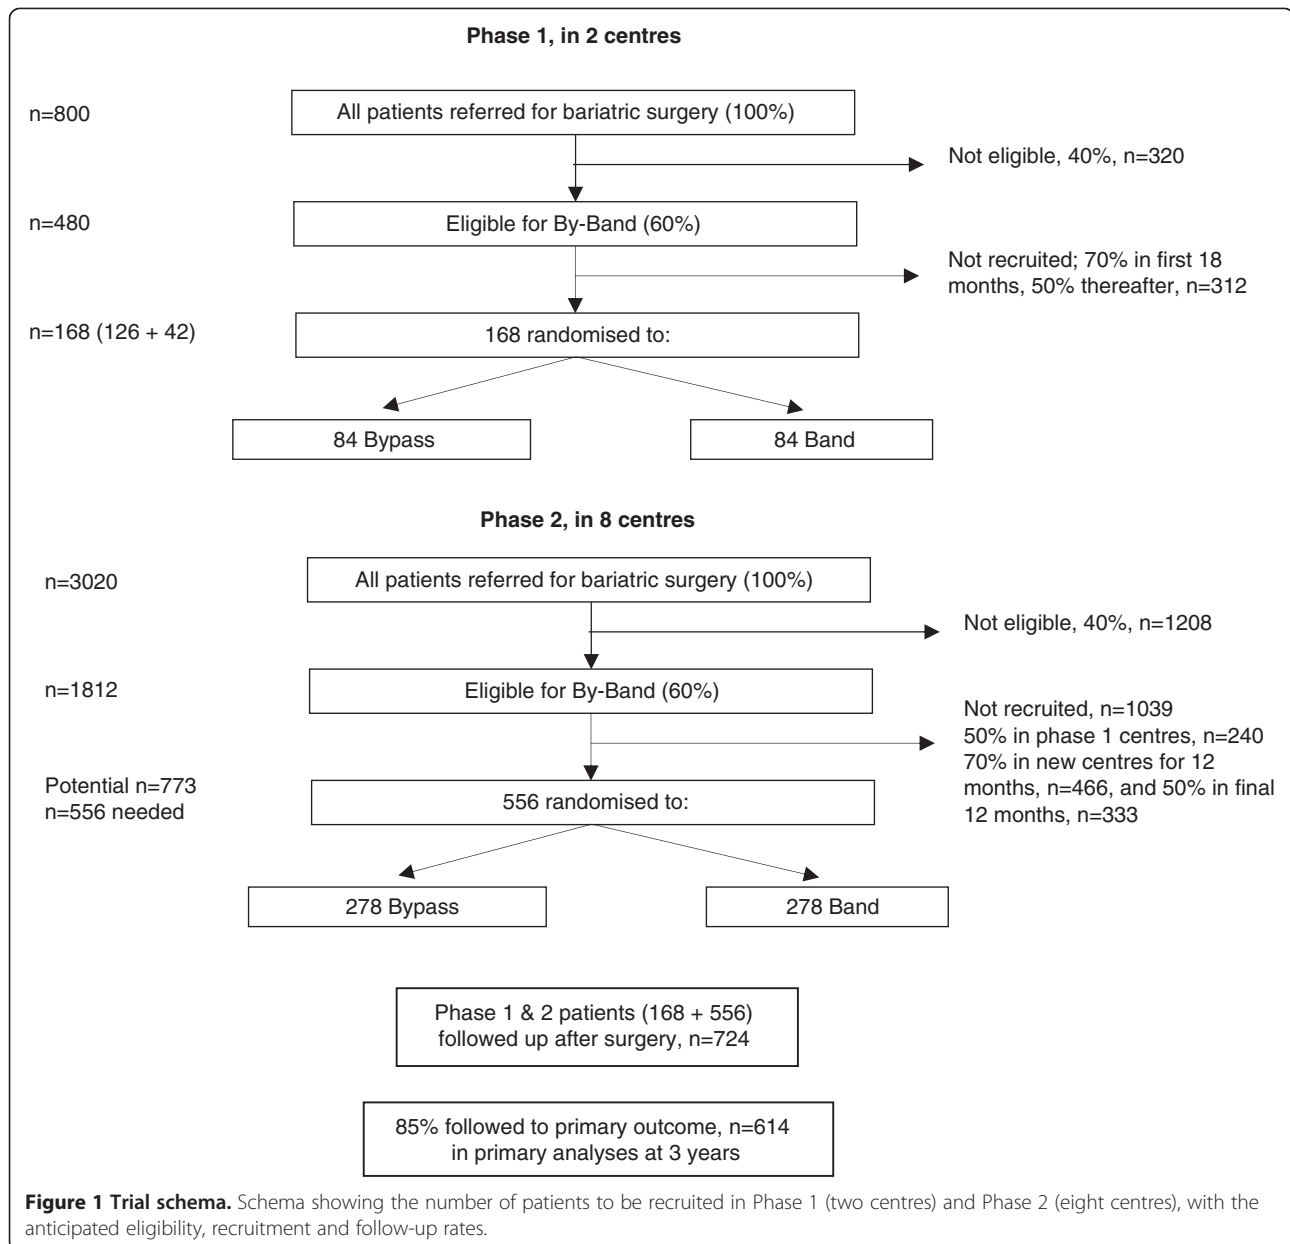 Phase 1, in 2 centres
n=800
All patients referred for bariatric surgery (100%)
Not eligible, 40%, n=320
n=480
Eligible for By-Band (60%)
Not recruited; 70% in first 18
months, 50% thereafter, n=312
n=168 (126 + 42)
168 randomised to:
84 Bypass
84 Band
Phase 2, in 8 centres
n=3020
All patients referred for bariatric surgery (100%)
Not eligible, 40%, n=1208
n=1812
Eligible for By-Band (60%)
Not recruited, n=1039
50% in phase 1 centres, n=240
70% in new centres for 12
months, n=466, and 50% in final
12 months, n=333
Potential n=773
n=556 needed
556 randomised to:
278 Bypass
278 Band
Phase 1 & 2 patients (168 + 556)
followed up after surgery, n=724
85% followed to primary outcome, n=614
in primary analyses at 3 years
Figure 1 Trial schema. Schema showing the number of patients to be recruited in Phase 1 (two centres) and Phase 2 (eight centres), with the
anticipated eligibility, recruitment and follow-up rates.